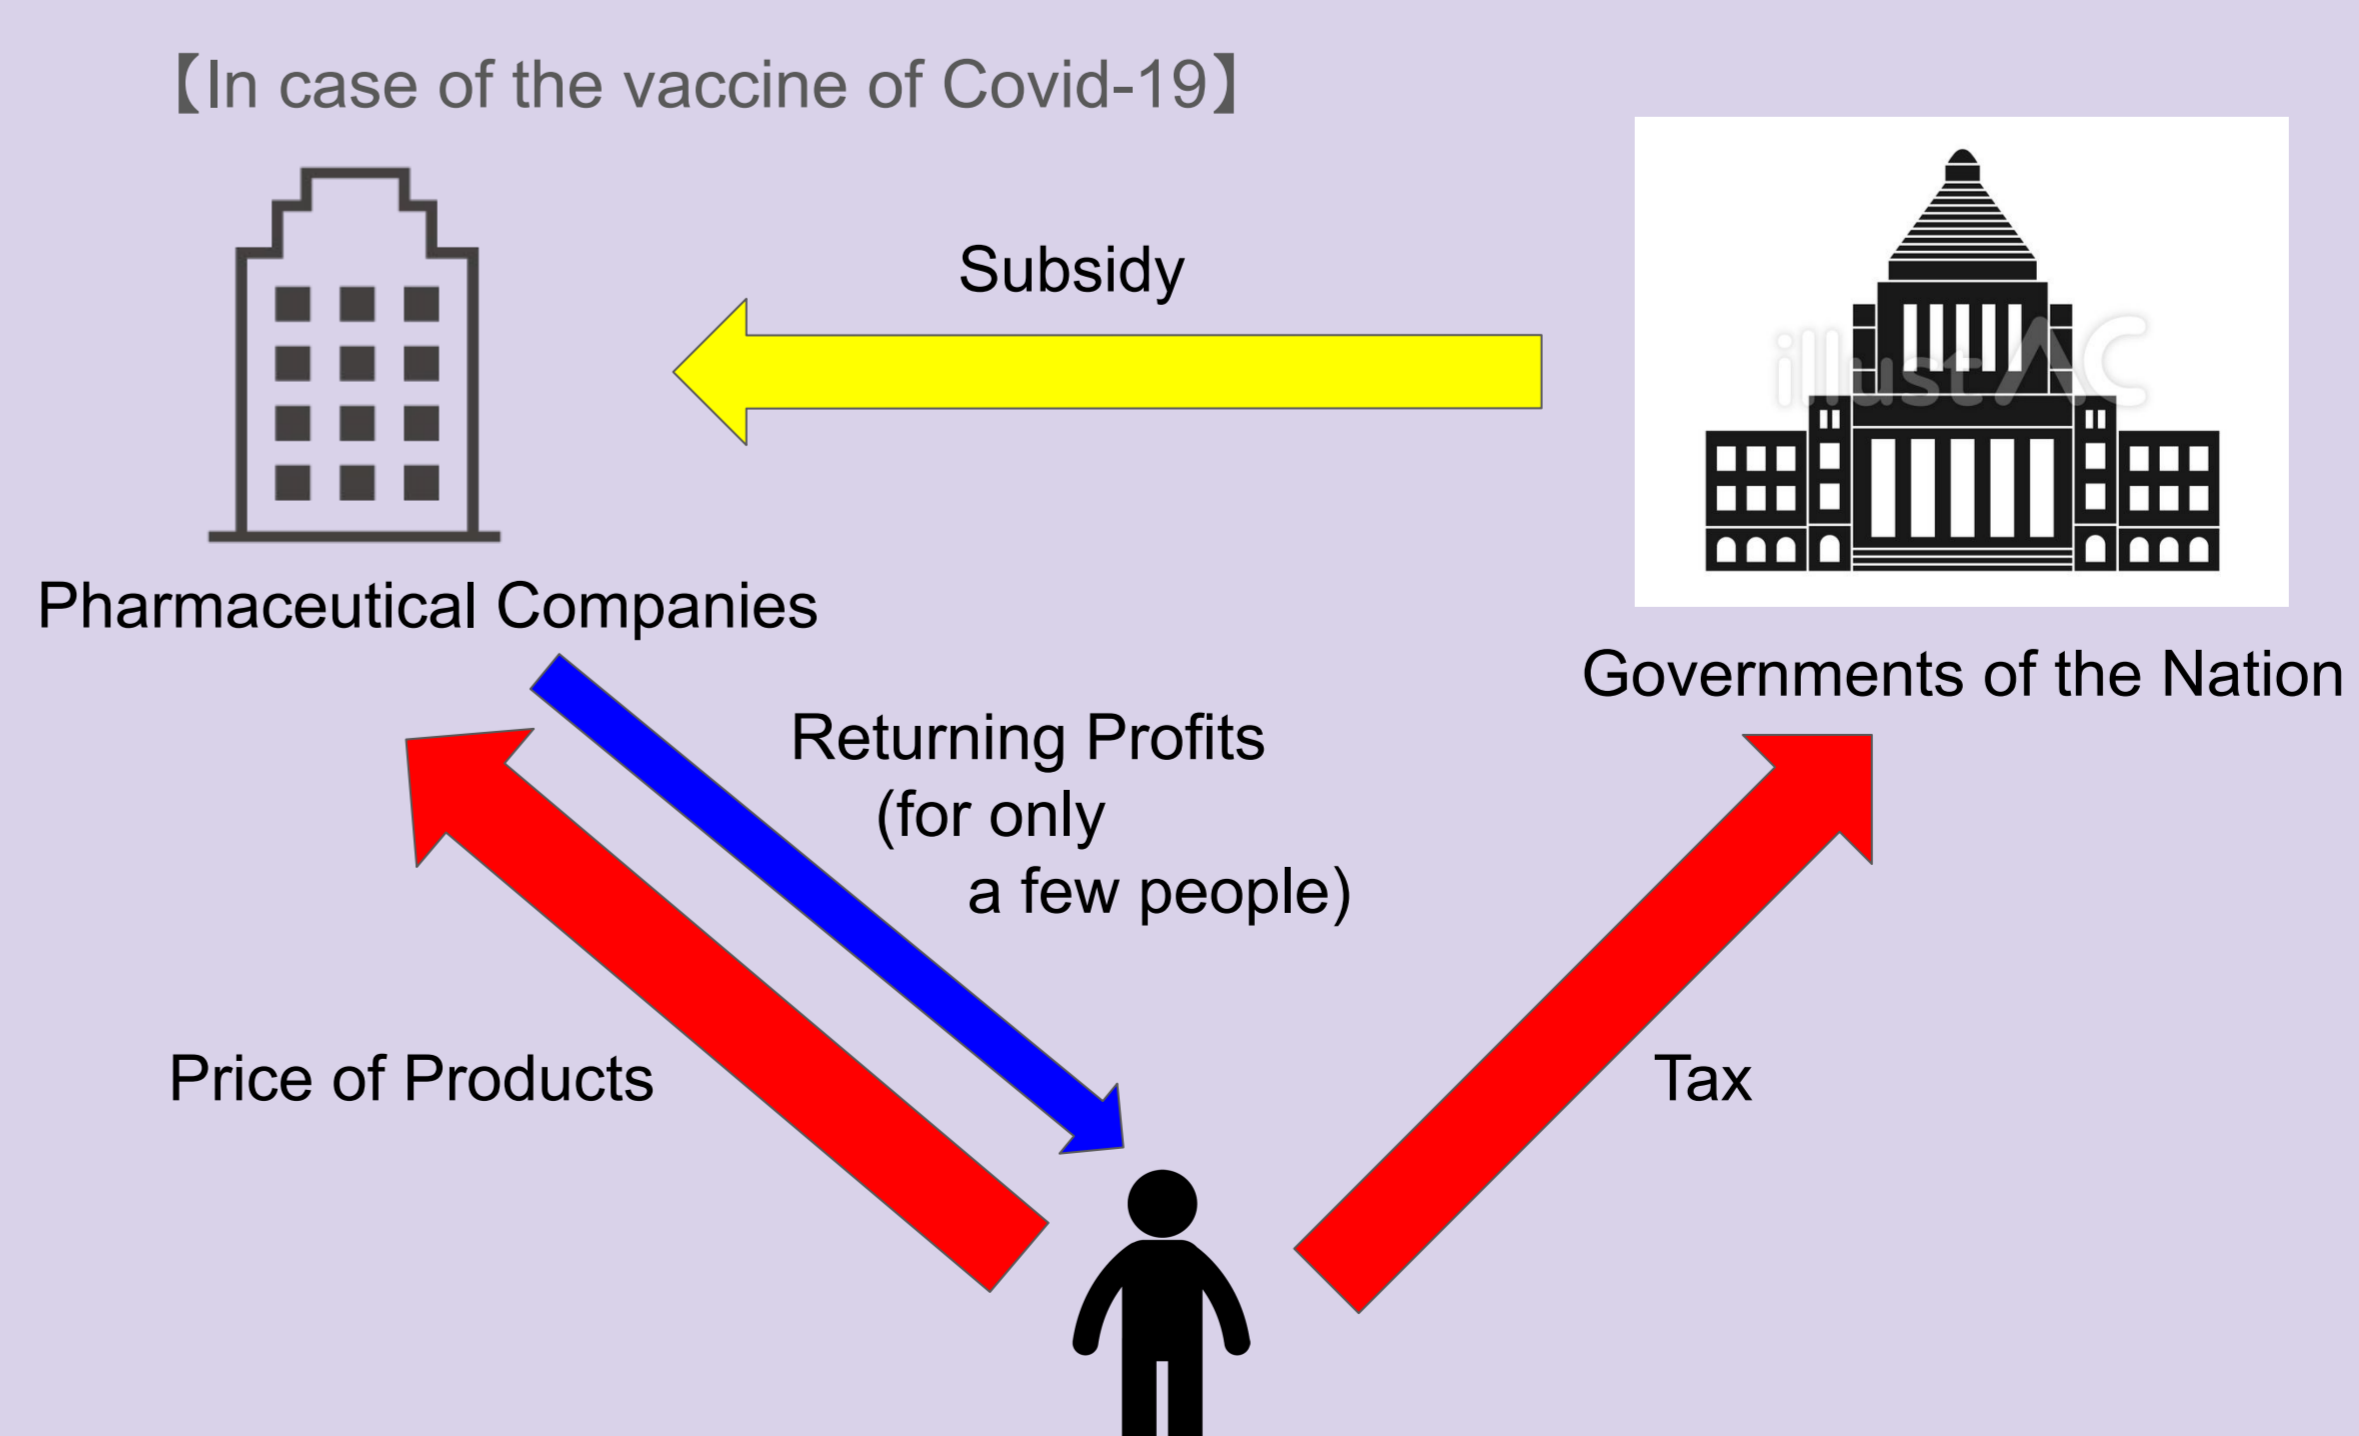 【In case of the vaccine of Covid-19】
Subsidy
illustAC
Pharmaceutical Companies
Governments of the Nation
Returning Profits
(for only
a few people)
Price of Products
Tax